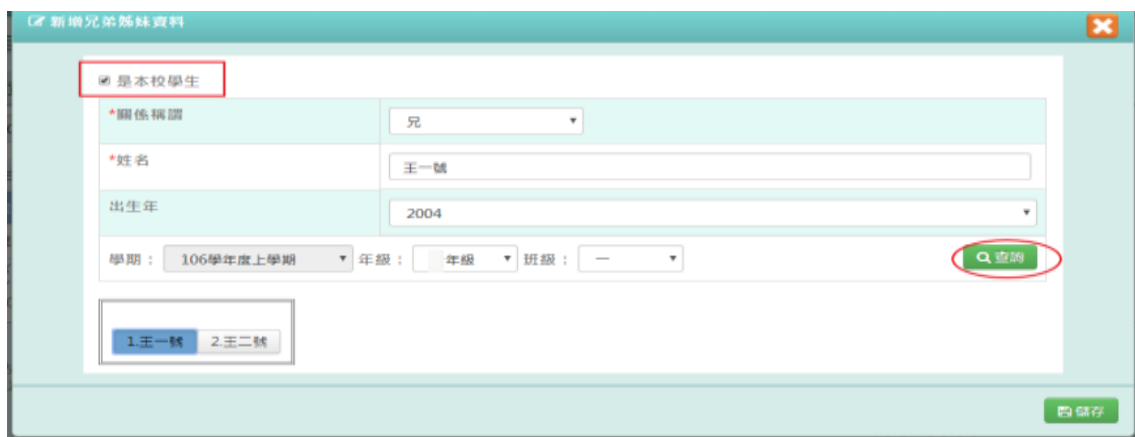 新增兄弟姊妹資料
是本校學生
*關係稱謂
兄
*姓名
王一號
出生年
2004
學期： 106學年度上學期 年級： 年級 班級： 一 查詢
1.王一號 2.王二號
儲存